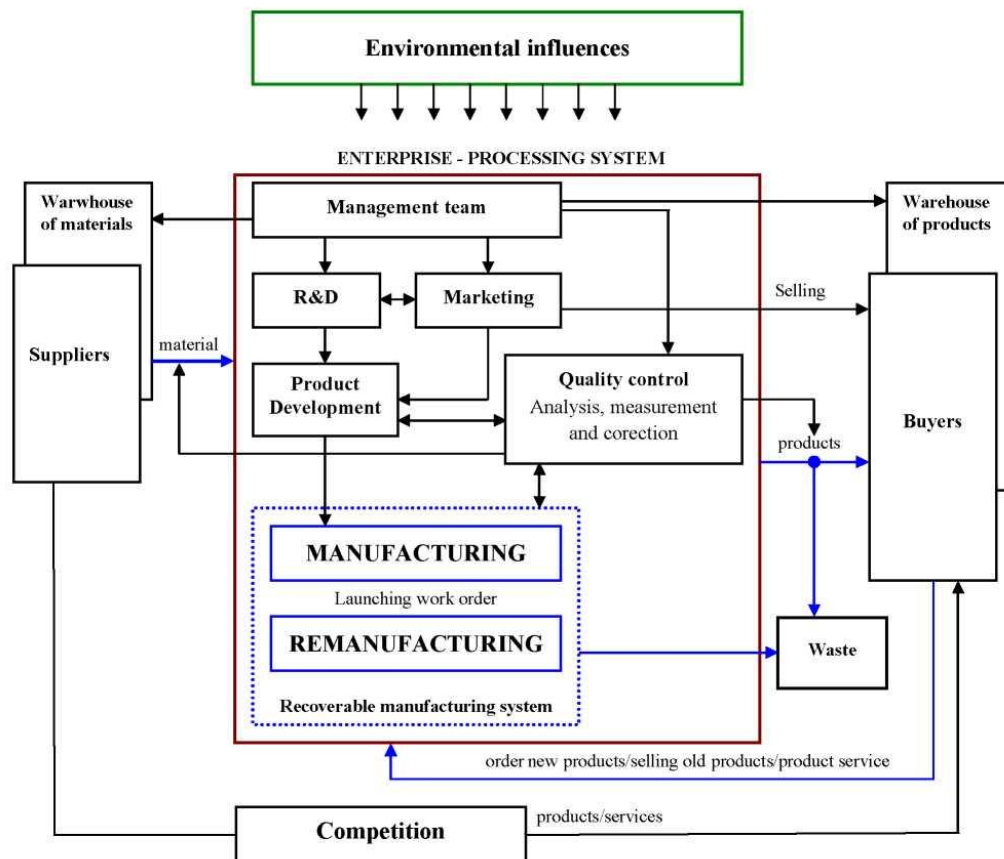 Environmental influences
ENTERPRISE - PROCESSING SYSTEM
Warwhouse
of materials
Management team
Warehouse
of products
R&D
Marketing
Selling
Suppliers
material
Product
Development
Quality control
Analysis, measurement
and corection
Buyers
products
MANUFACTURING
Launching work order
REMANUFACTURING
Waste
Recoverable manufacturing system
order new products/selling old products/product service
Competition
products/services